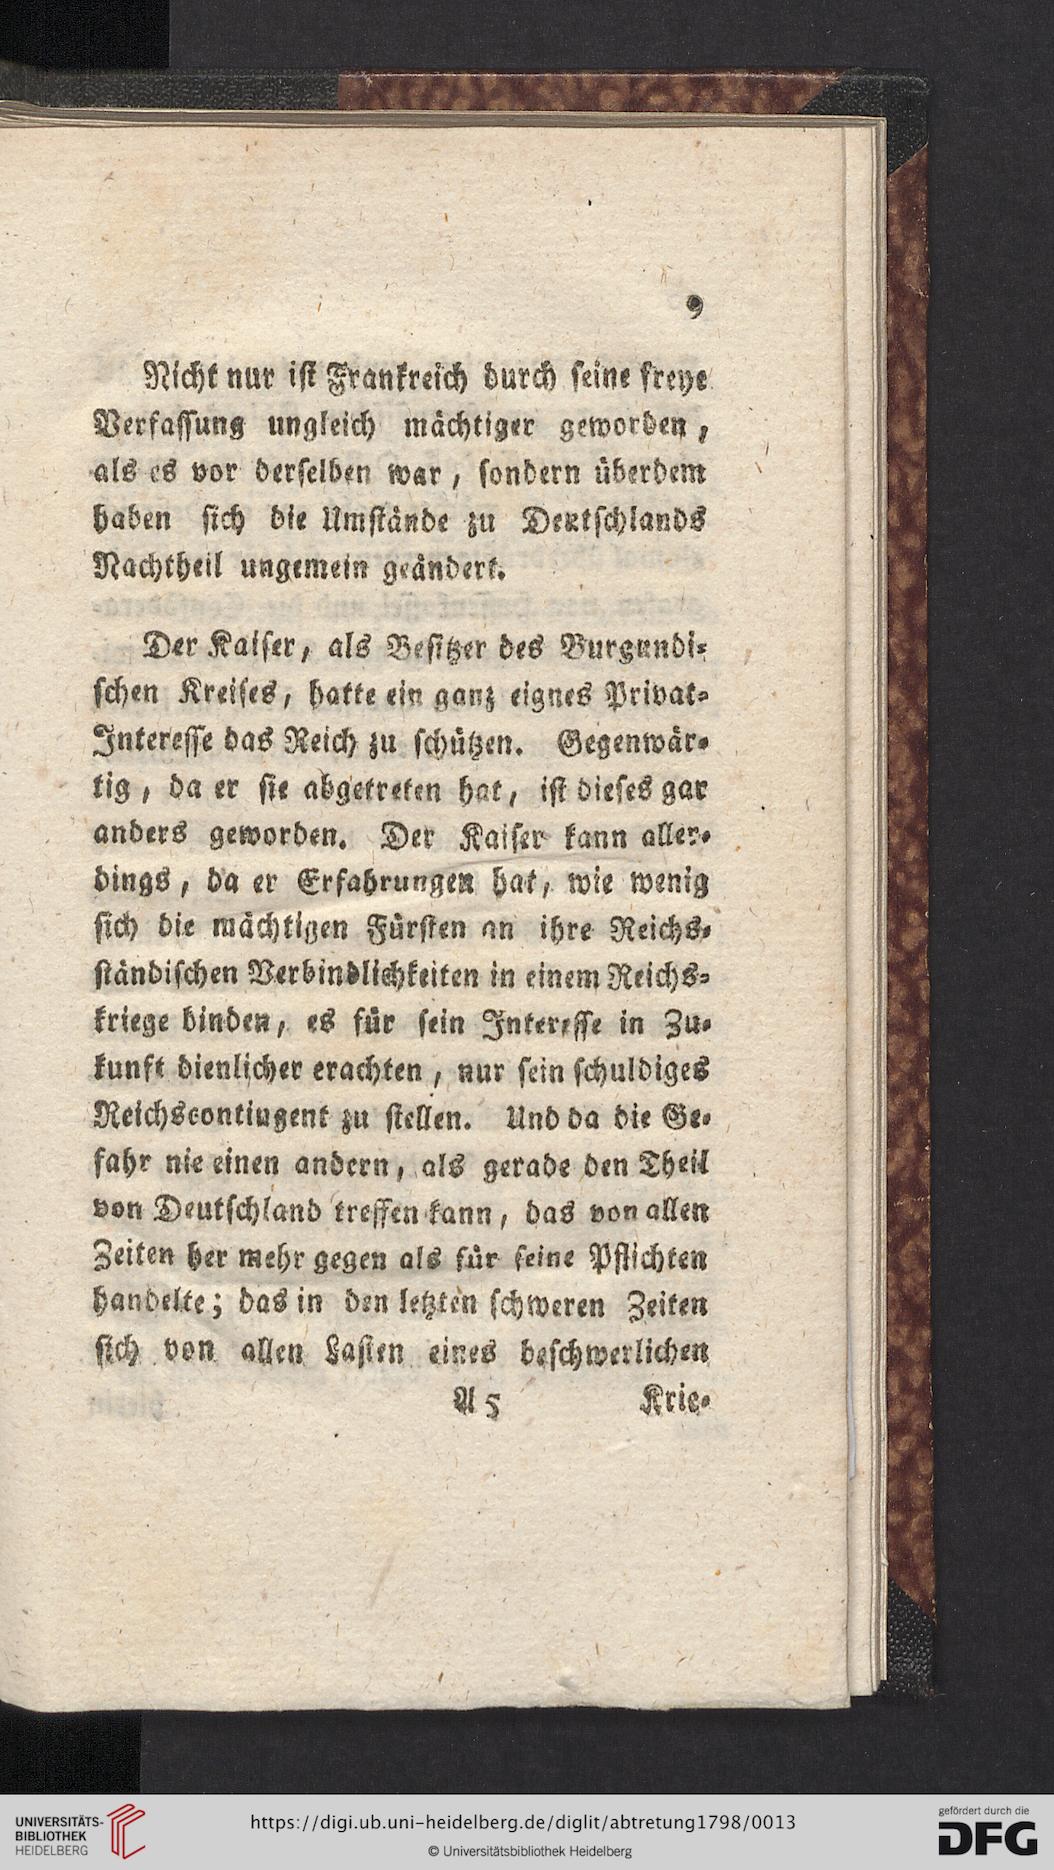 9
Nicht nur iſt Frankreich durch ſeine freye
Verfaſſung ungleich mächtiger geworden,
als es vor derſelben war, ſondern überdem
haben ſich die Umſtände zu Deutſchlands
Nachtheil ungemein geändert.
Der Kaiſer, als Beſitzer des Burgundi-
ſchen Kreiſes, hatte ein ganz eignes Privat-
Intereſſe das Reich zu ſchützen. Gegenwär-
tig, da er ſie abgetreten hat, iſt dieſes gar
anders geworden. Der Kaiſer kann aller-
dings, da er Erfahrungen hat, wie wenig
ſich die mächtigen Fürſten an ihre Reichs-
ſtändiſchen Verbindlichkeiten in einem Reichs-
kriege binden, es für ſein Intereſſe in Zu-
kunft dienlicher erachten, nur ſein ſchuldiges
Reichscontingent zu ſtellen. Und da die Ge-
fahr nie einen andern, als gerade den Theil
von Deutſchland treffen kann, das von allen
Zeiten her mehr gegen als für ſeine Pflichten
handelte; das in den letzten ſchweren Zeiten
ſich von allen Laſten eines beſchwerlichen
A 5 Krie-
UNIVERSITÄTS-
BIBLIOTHEK
HEIDELBERG
https://digi.ub.uni-heidelberg.de/diglit/abtretung1798/0013
© Universitätsbibliothek Heidelberg
gefördert durch die
DFG